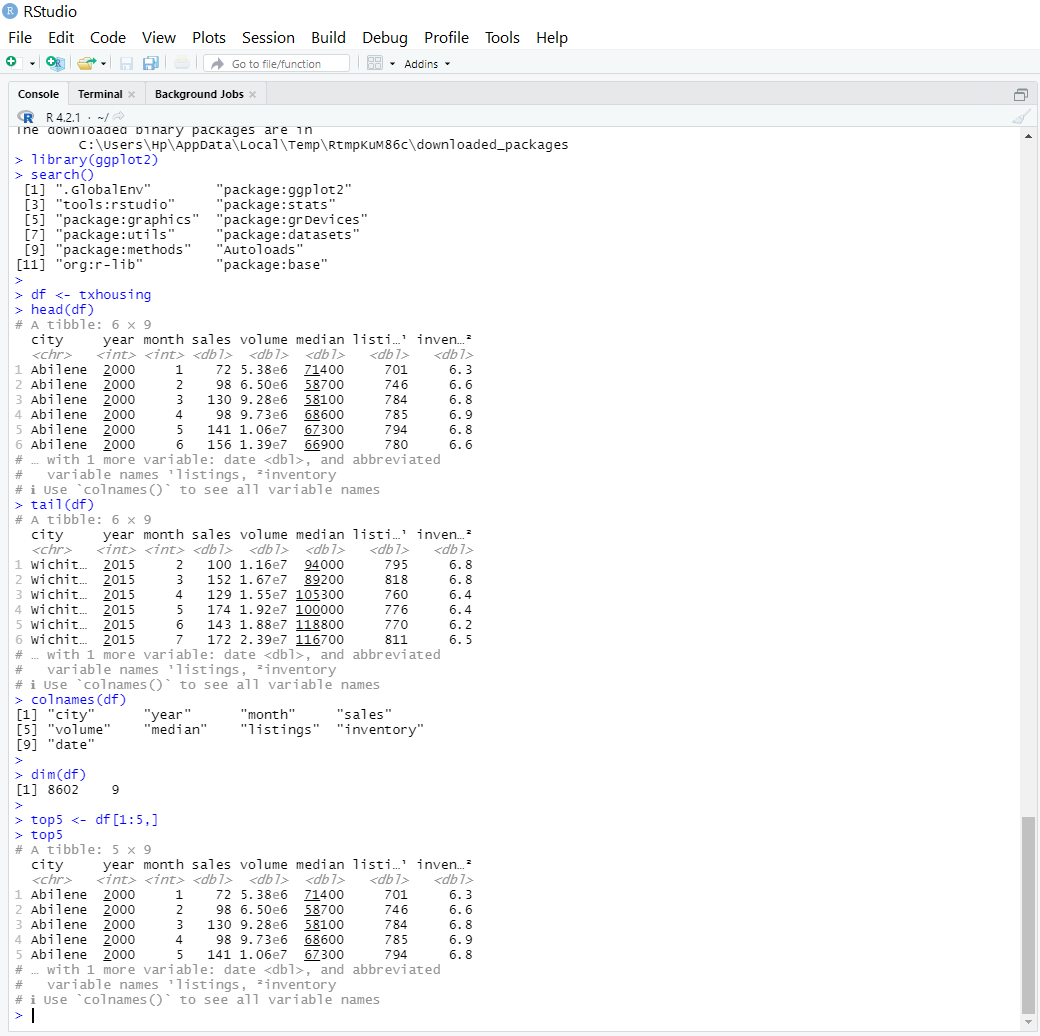 RStudio
File Edit Code View Plots Session Build Debug Profile Tools Help
Go to file/function Addins
Console Terminal Background Jobs
R 4.2.1 · ~/
The downloaded binary packages are in
        C:\Users\Hp\AppData\Local\Temp\RtmpKuM86c\downloaded_packages
> library(ggplot2)
> search()
 [1] ".GlobalEnv"        "package:ggplot2"
 [3] "tools:rstudio"     "package:stats"
 [5] "package:graphics"  "package:grDevices"
 [7] "package:utils"     "package:datasets"
 [9] "package:methods"   "Autoloads"
[11] "org:r-lib"         "package:base"
>
> df <- txhousing
> head(df)
# A tibble: 6 × 9
  city     year month sales volume median listi…¹ inven…²
  <chr>   <int> <int> <dbl>  <dbl>  <dbl>   <dbl>   <dbl>
1 Abilene  2000     1    72 5.38e6  71400     701     6.3
2 Abilene  2000     2    98 6.50e6  58700     746     6.6
3 Abilene  2000     3   130 9.28e6  58100     784     6.8
4 Abilene  2000     4    98 9.73e6  68600     785     6.9
5 Abilene  2000     5   141 1.06e7  67300     794     6.8
6 Abilene  2000     6   156 1.39e7  66900     780     6.6
# … with 1 more variable: date <dbl>, and abbreviated
#   variable names ¹listings, ²inventory
# ℹ Use `colnames()` to see all variable names
> tail(df)
# A tibble: 6 × 9
  city     year month sales volume median listi…¹ inven…²
  <chr>   <int> <int> <dbl>  <dbl>  <dbl>   <dbl>   <dbl>
1 Wichit…  2015     2   100 1.16e7  94000     795     6.8
2 Wichit…  2015     3   152 1.67e7  89200     818     6.8
3 Wichit…  2015     4   129 1.55e7 105300     760     6.4
4 Wichit…  2015     5   174 1.92e7 100000     776     6.4
5 Wichit…  2015     6   143 1.88e7 118800     770     6.2
6 Wichit…  2015     7   172 2.39e7 116700     811     6.5
# … with 1 more variable: date <dbl>, and abbreviated
#   variable names ¹listings, ²inventory
# ℹ Use `colnames()` to see all variable names
> colnames(df)
[1] "city"      "year"      "month"     "sales"
[5] "volume"    "median"    "listings"  "inventory"
[9] "date"
>
> dim(df)
[1] 8602    9
>
> top5 <- df[1:5,]
> top5
# A tibble: 5 × 9
  city     year month sales volume median listi…¹ inven…²
  <chr>   <int> <int> <dbl>  <dbl>  <dbl>   <dbl>   <dbl>
1 Abilene  2000     1    72 5.38e6  71400     701     6.3
2 Abilene  2000     2    98 6.50e6  58700     746     6.6
3 Abilene  2000     3   130 9.28e6  58100     784     6.8
4 Abilene  2000     4    98 9.73e6  68600     785     6.9
5 Abilene  2000     5   141 1.06e7  67300     794     6.8
# … with 1 more variable: date <dbl>, and abbreviated
#   variable names ¹listings, ²inventory
# ℹ Use `colnames()` to see all variable names
>